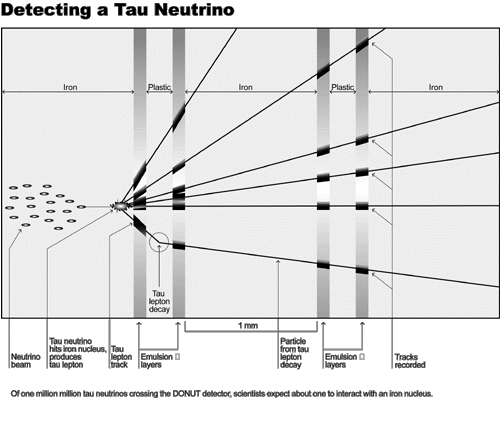 Detecting a Tau Neutrino
Iron
Plastic
Iron
Plastic
Iron
Tau
lepton
decay
1 mm
Neutrino
beam
Tau neutrino
hits iron nucleus,
produces
tau lepton
Tau
lepton
track
Emulsion
layers
Particle
from tau
lepton
decay
Emulsion
layers
Tracks
recorded
Of one million million tau neutrinos crossing the DONUT detector, scientists expect about one to interact with an iron nucleus.